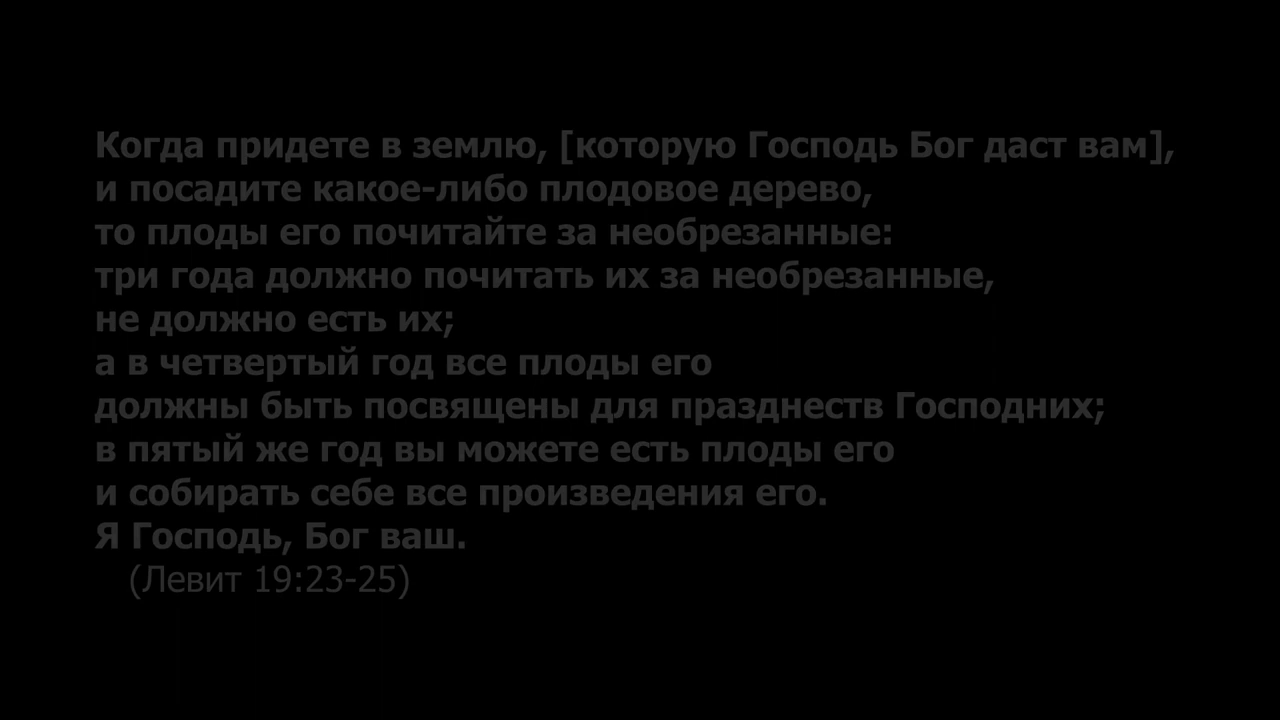 Когда придете в землю, [которую Господь Бог даст вам],
и посадите какое-либо плодовое дерево,
то плоды его почитайте за необрезанные:
три года должно почитать их за необрезанные,
не должно есть их;
а в четвертый год все плоды его
должны быть посвящены для празднеств Господних;
в пятый же год вы можете есть плоды его
и собирать себе все произведения его.
Я Господь, Бог ваш.
(Левит 19:23-25)